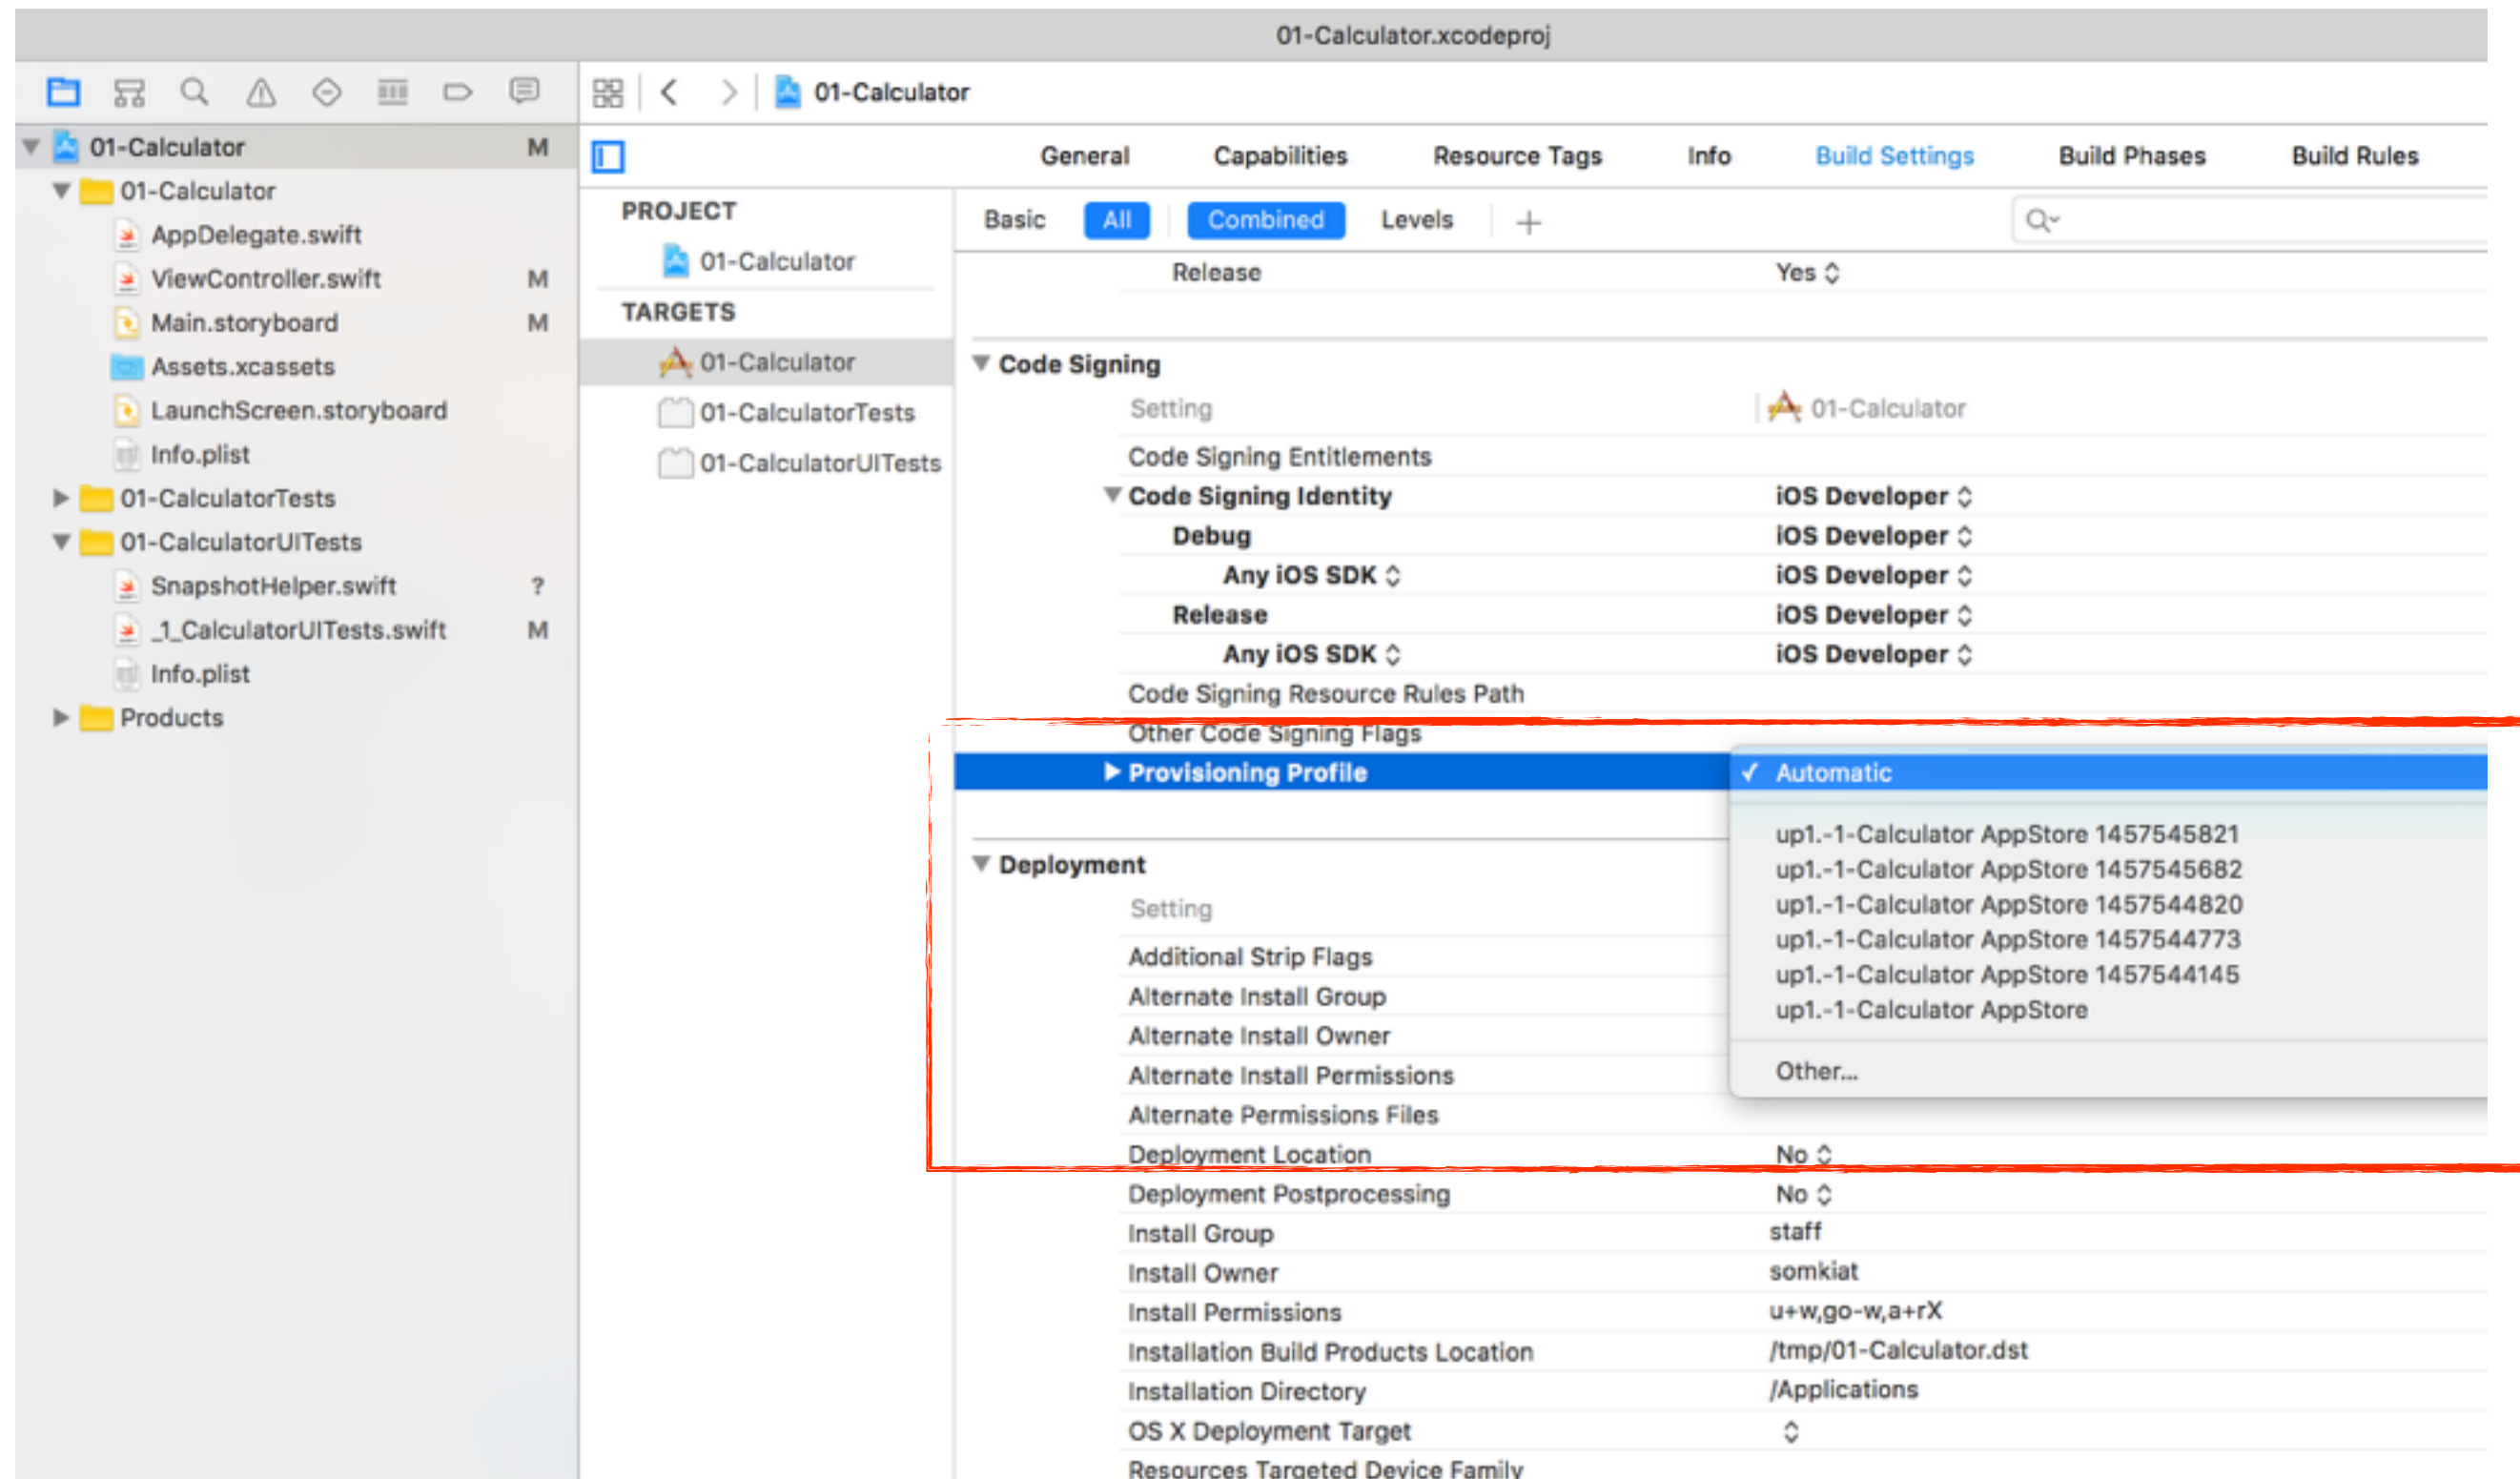 01-Calculator.xcodeproj
01-Calculator
01-Calculator M
01-Calculator
AppDelegate.swift
ViewController.swift M
Main.storyboard M
Assets.xcassets
LaunchScreen.storyboard
Info.plist
01-CalculatorTests
01-CalculatorUITests
SnapshotHelper.swift ?
_1_CalculatorUITests.swift M
Info.plist
Products
General Capabilities Resource Tags Info Build Settings Build Phases Build Rules
PROJECT
01-Calculator
TARGETS
01-Calculator
01-CalculatorTests
01-CalculatorUITests
Basic All Combined Levels +
Release Yes
Code Signing
Setting 01-Calculator
Code Signing Entitlements
Code Signing Identity iOS Developer
Debug iOS Developer
Any iOS SDK iOS Developer
Release iOS Developer
Any iOS SDK iOS Developer
Code Signing Resource Rules Path
Other Code Signing Flags
Provisioning Profile
✓ Automatic
up1.-1-Calculator AppStore 1457545821
up1.-1-Calculator AppStore 1457545682
up1.-1-Calculator AppStore 1457544820
up1.-1-Calculator AppStore 1457544773
up1.-1-Calculator AppStore 1457544145
up1.-1-Calculator AppStore
Other...
Deployment
Setting
Additional Strip Flags
Alternate Install Group
Alternate Install Owner
Alternate Install Permissions
Alternate Permissions Files
Deployment Location No
Deployment Postprocessing No
Install Group staff
Install Owner somkiat
Install Permissions u+w,go-w,a+rX
Installation Build Products Location /tmp/01-Calculator.dst
Installation Directory /Applications
OS X Deployment Target
Resources Targeted Device Family